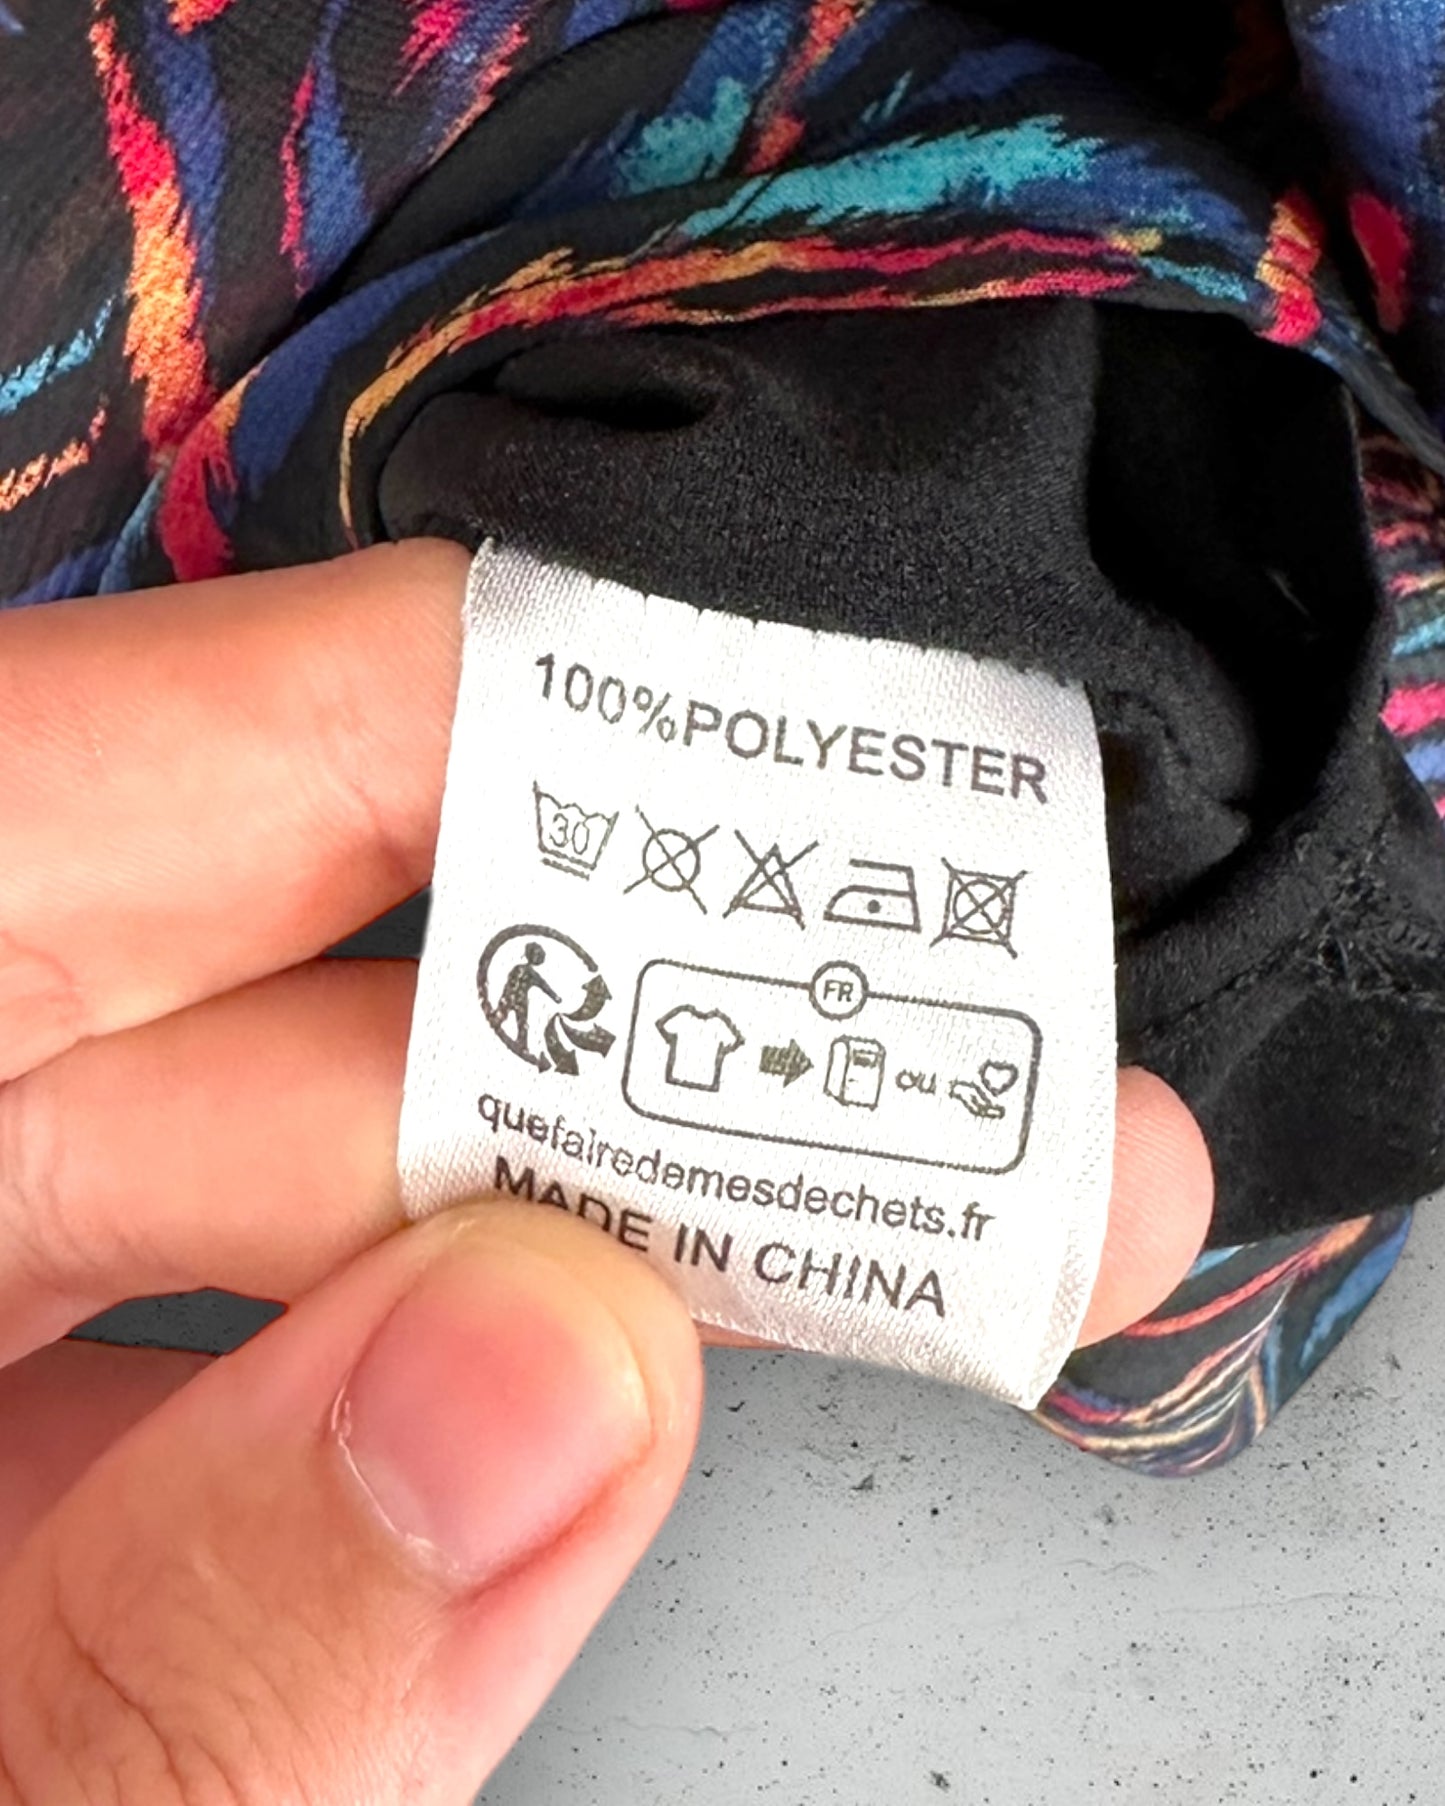 100%POLYESTER
30
FR
ou
quefairedemesdechets.fr
MADE IN CHINA